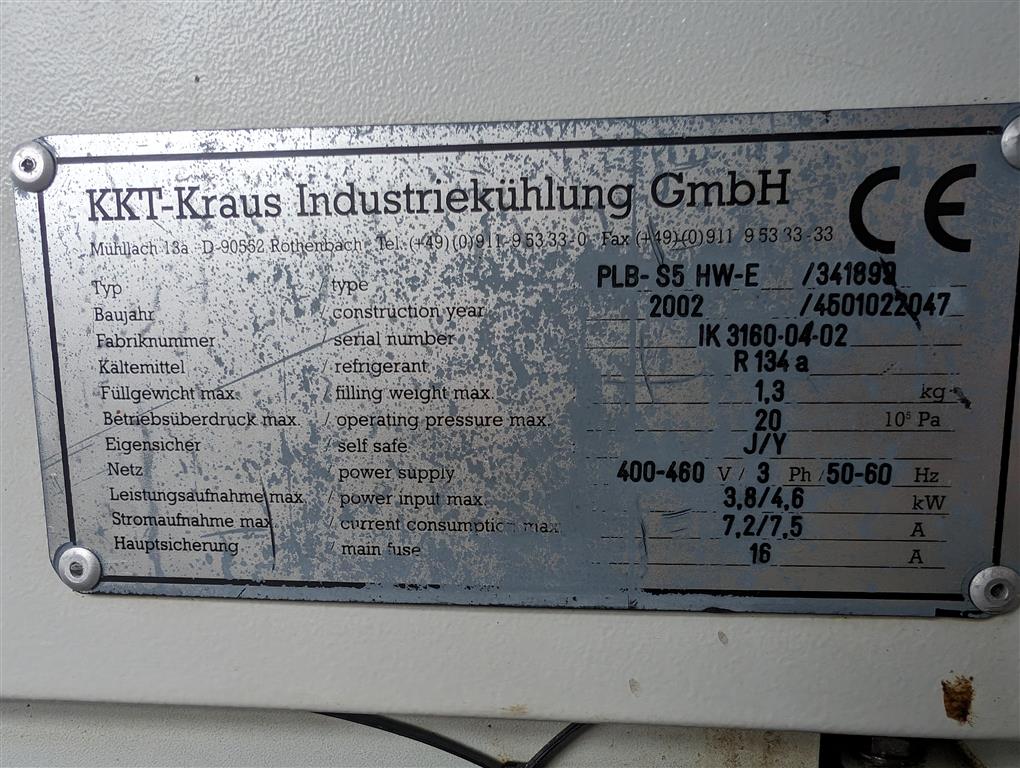 KKT-Kraus Industriekühlung GmbH CE
Mühllach 13a D-90552 Röthenbach Tel. (+49) (0) 911 9 53 33-0 Fax (+49) (0) 911 9 53 33-33
Typ / type PLB- S5 HW-E /341899
Baujahr / construction year 2002 /4501022047
Fabriknummer / serial number IK 3160-04-02
Kältemittel / refrigerant R 134 a
Füllgewicht max. / filling weight max. 1,3 kg
Betriebsüberdruck max. / operating pressure max. 20 10⁵ Pa
Eigensicher / self safe J/Y
Netz / power supply 400-460 V / 3 Ph / 50-60 Hz
Leistungsaufnahme max. / power input max. 3,8/4,6 kW
Stromaufnahme max. / current consumption max. 7,2/7,5 A
Hauptsicherung / main fuse 16 A